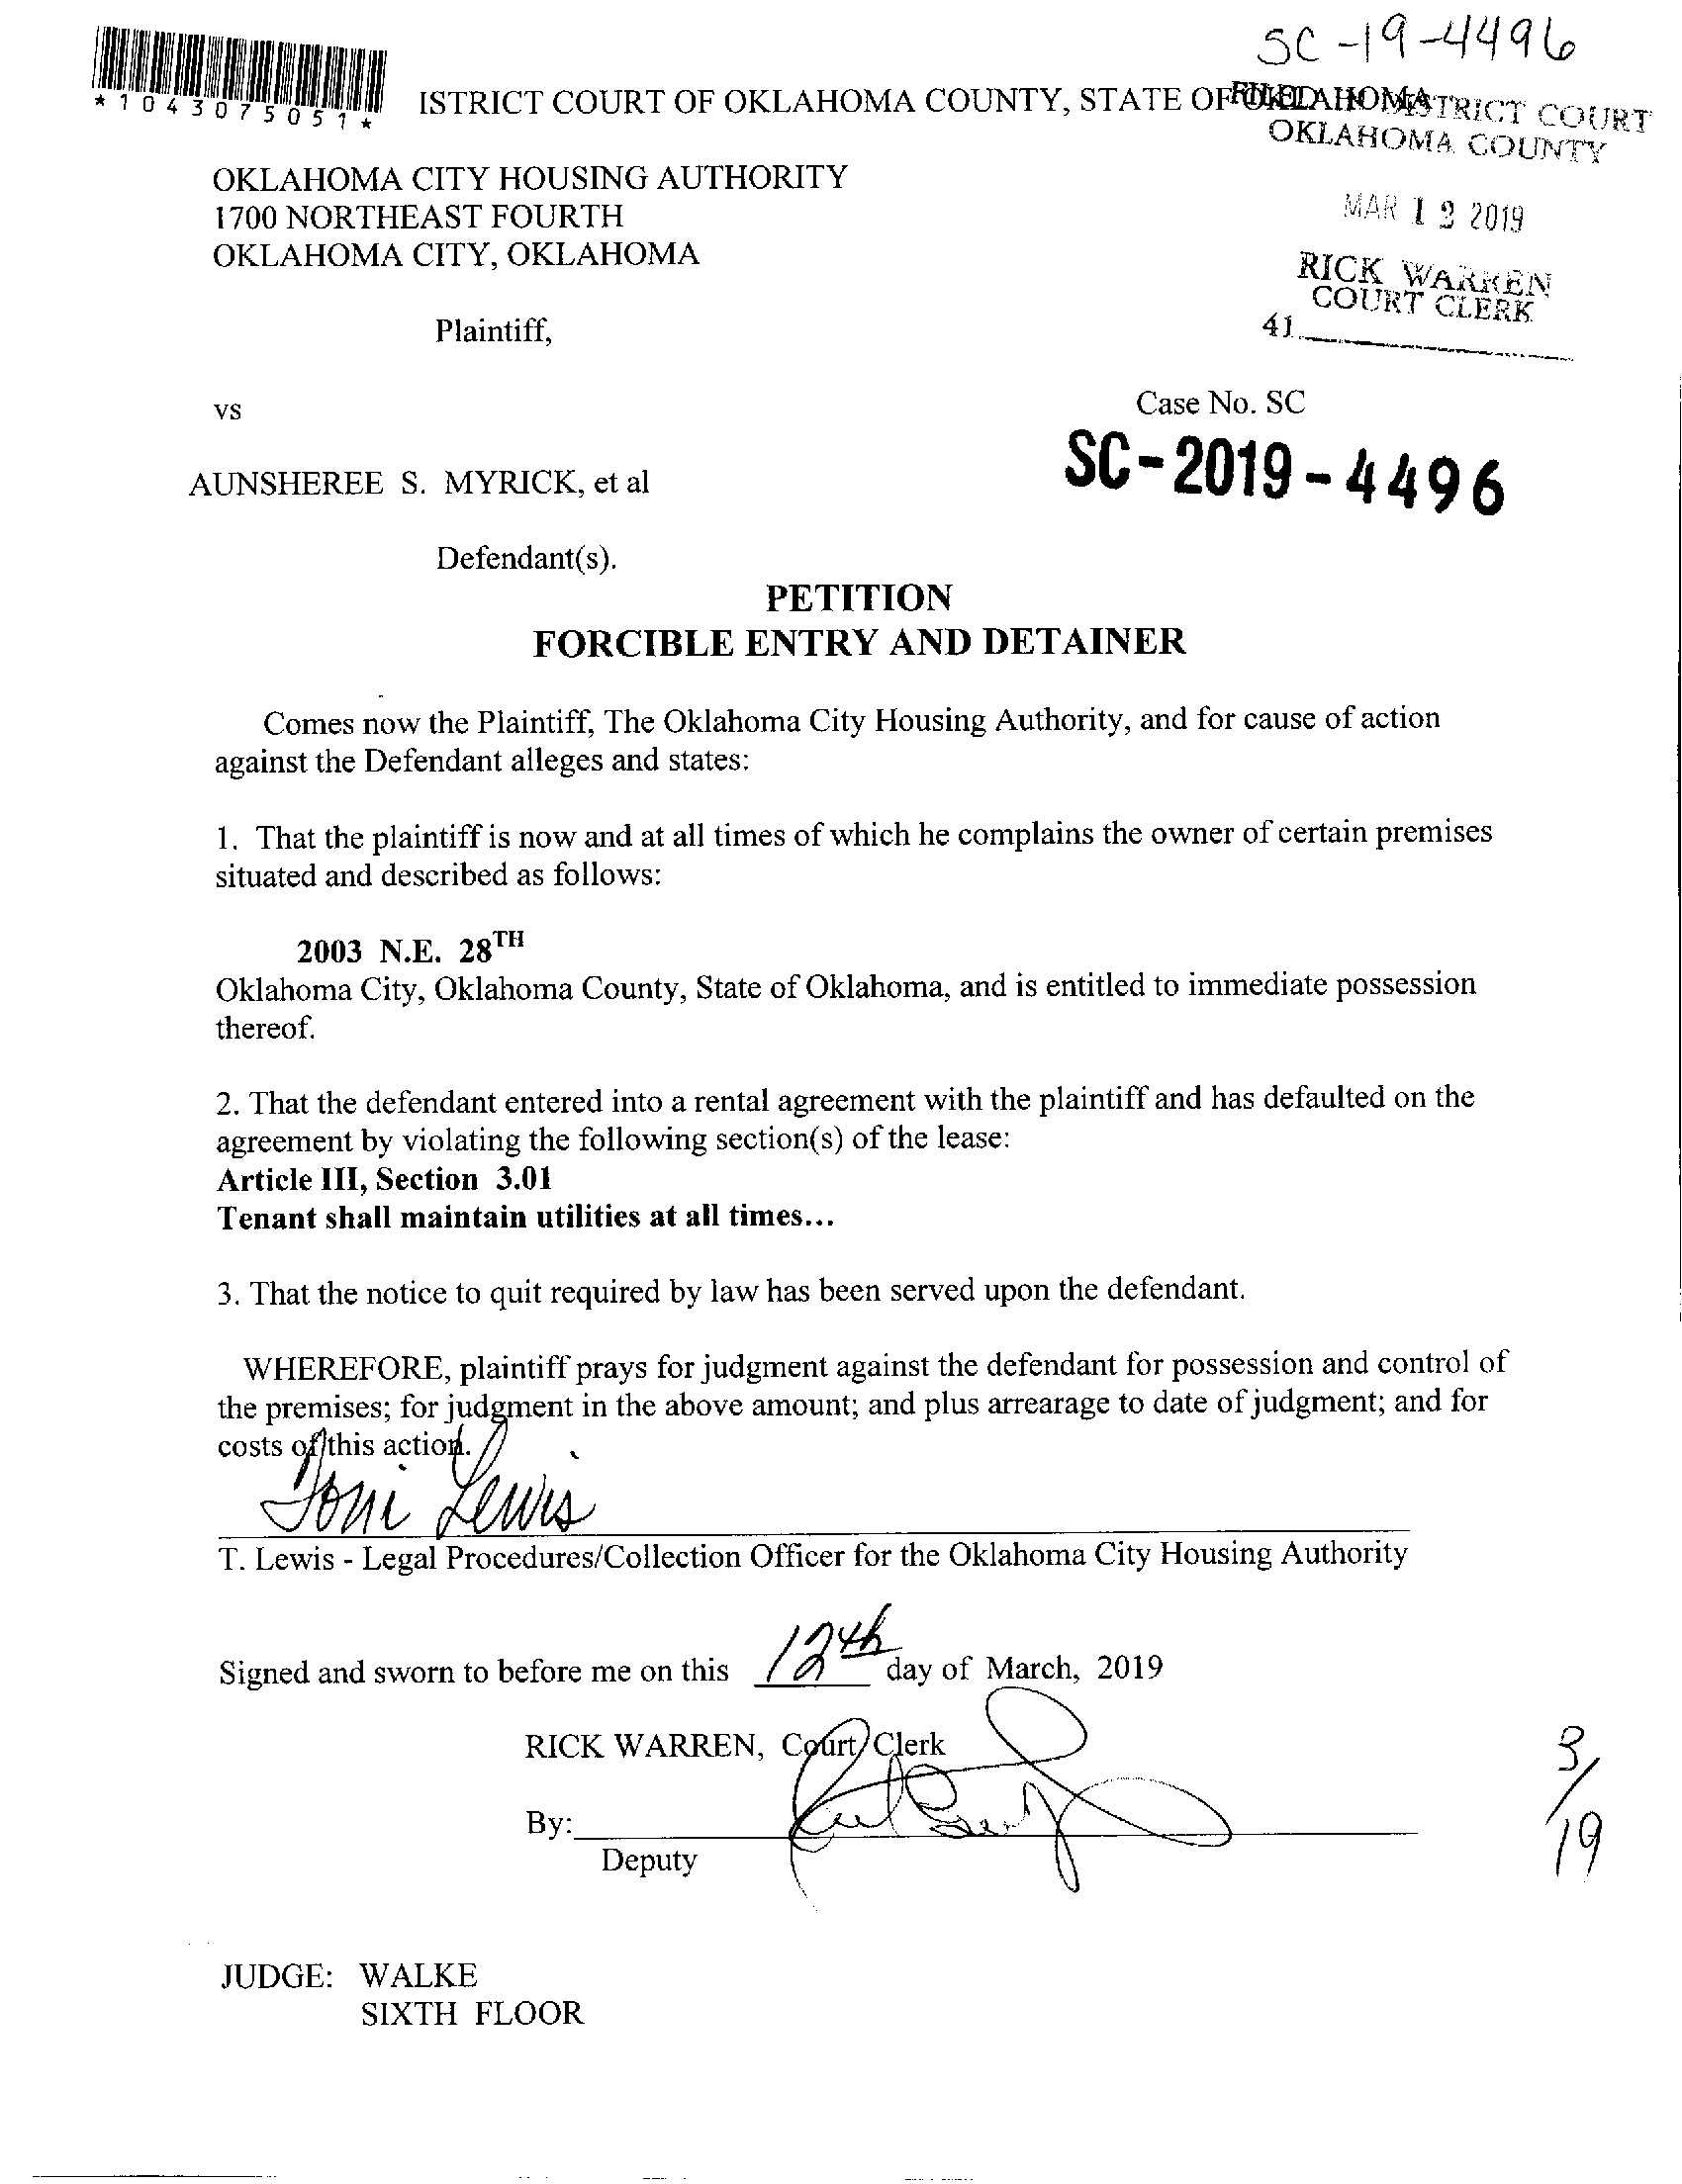 SC-19-4496
*1043075051*
ISTRICT COURT OF OKLAHOMA COUNTY, STATE OF OKLAHOMA
FILED IN DISTRICT COURT
OKLAHOMA COUNTY
OKLAHOMA CITY HOUSING AUTHORITY
1700 NORTHEAST FOURTH
OKLAHOMA CITY, OKLAHOMA
MAR 12 2019
RICK WARREN
COURT CLERK
41
Plaintiff,
vs
Case No. SC
SC-2019-4496
AUNSHEREE S. MYRICK, et al
Defendant(s).
PETITION
FORCIBLE ENTRY AND DETAINER
Comes now the Plaintiff, The Oklahoma City Housing Authority, and for cause of action
against the Defendant alleges and states:
1. That the plaintiff is now and at all times of which he complains the owner of certain premises
situated and described as follows:
2003 N.E. 28TH
Oklahoma City, Oklahoma County, State of Oklahoma, and is entitled to immediate possession
thereof.
2. That the defendant entered into a rental agreement with the plaintiff and has defaulted on the
agreement by violating the following section(s) of the lease:
Article III, Section 3.01
Tenant shall maintain utilities at all times...
3. That the notice to quit required by law has been served upon the defendant.
WHEREFORE, plaintiff prays for judgment against the defendant for possession and control of
the premises; for judgment in the above amount; and plus arrearage to date of judgment; and for
costs of this action.
Toni Lewis
T. Lewis - Legal Procedures/Collection Officer for the Oklahoma City Housing Authority
Signed and sworn to before me on this 12th day of March, 2019
RICK WARREN, Court Clerk
By:
Deputy
3/19
JUDGE: WALKE
SIXTH FLOOR